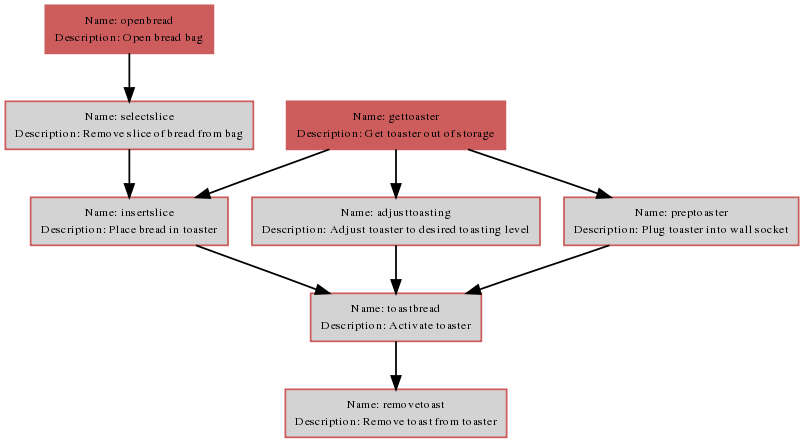 Name: openbread
Description: Open bread bag
Name: selectslice
Description: Remove slice of bread from bag
Name: gettoaster
Description: Get toaster out of storage
Name: insertslice
Description: Place bread in toaster
Name: adjusttoasting
Description: Adjust toaster to desired toasting level
Name: preptoaster
Description: Plug toaster into wall socket
Name: toastbread
Description: Activate toaster
Name: removetoast
Description: Remove toast from toaster